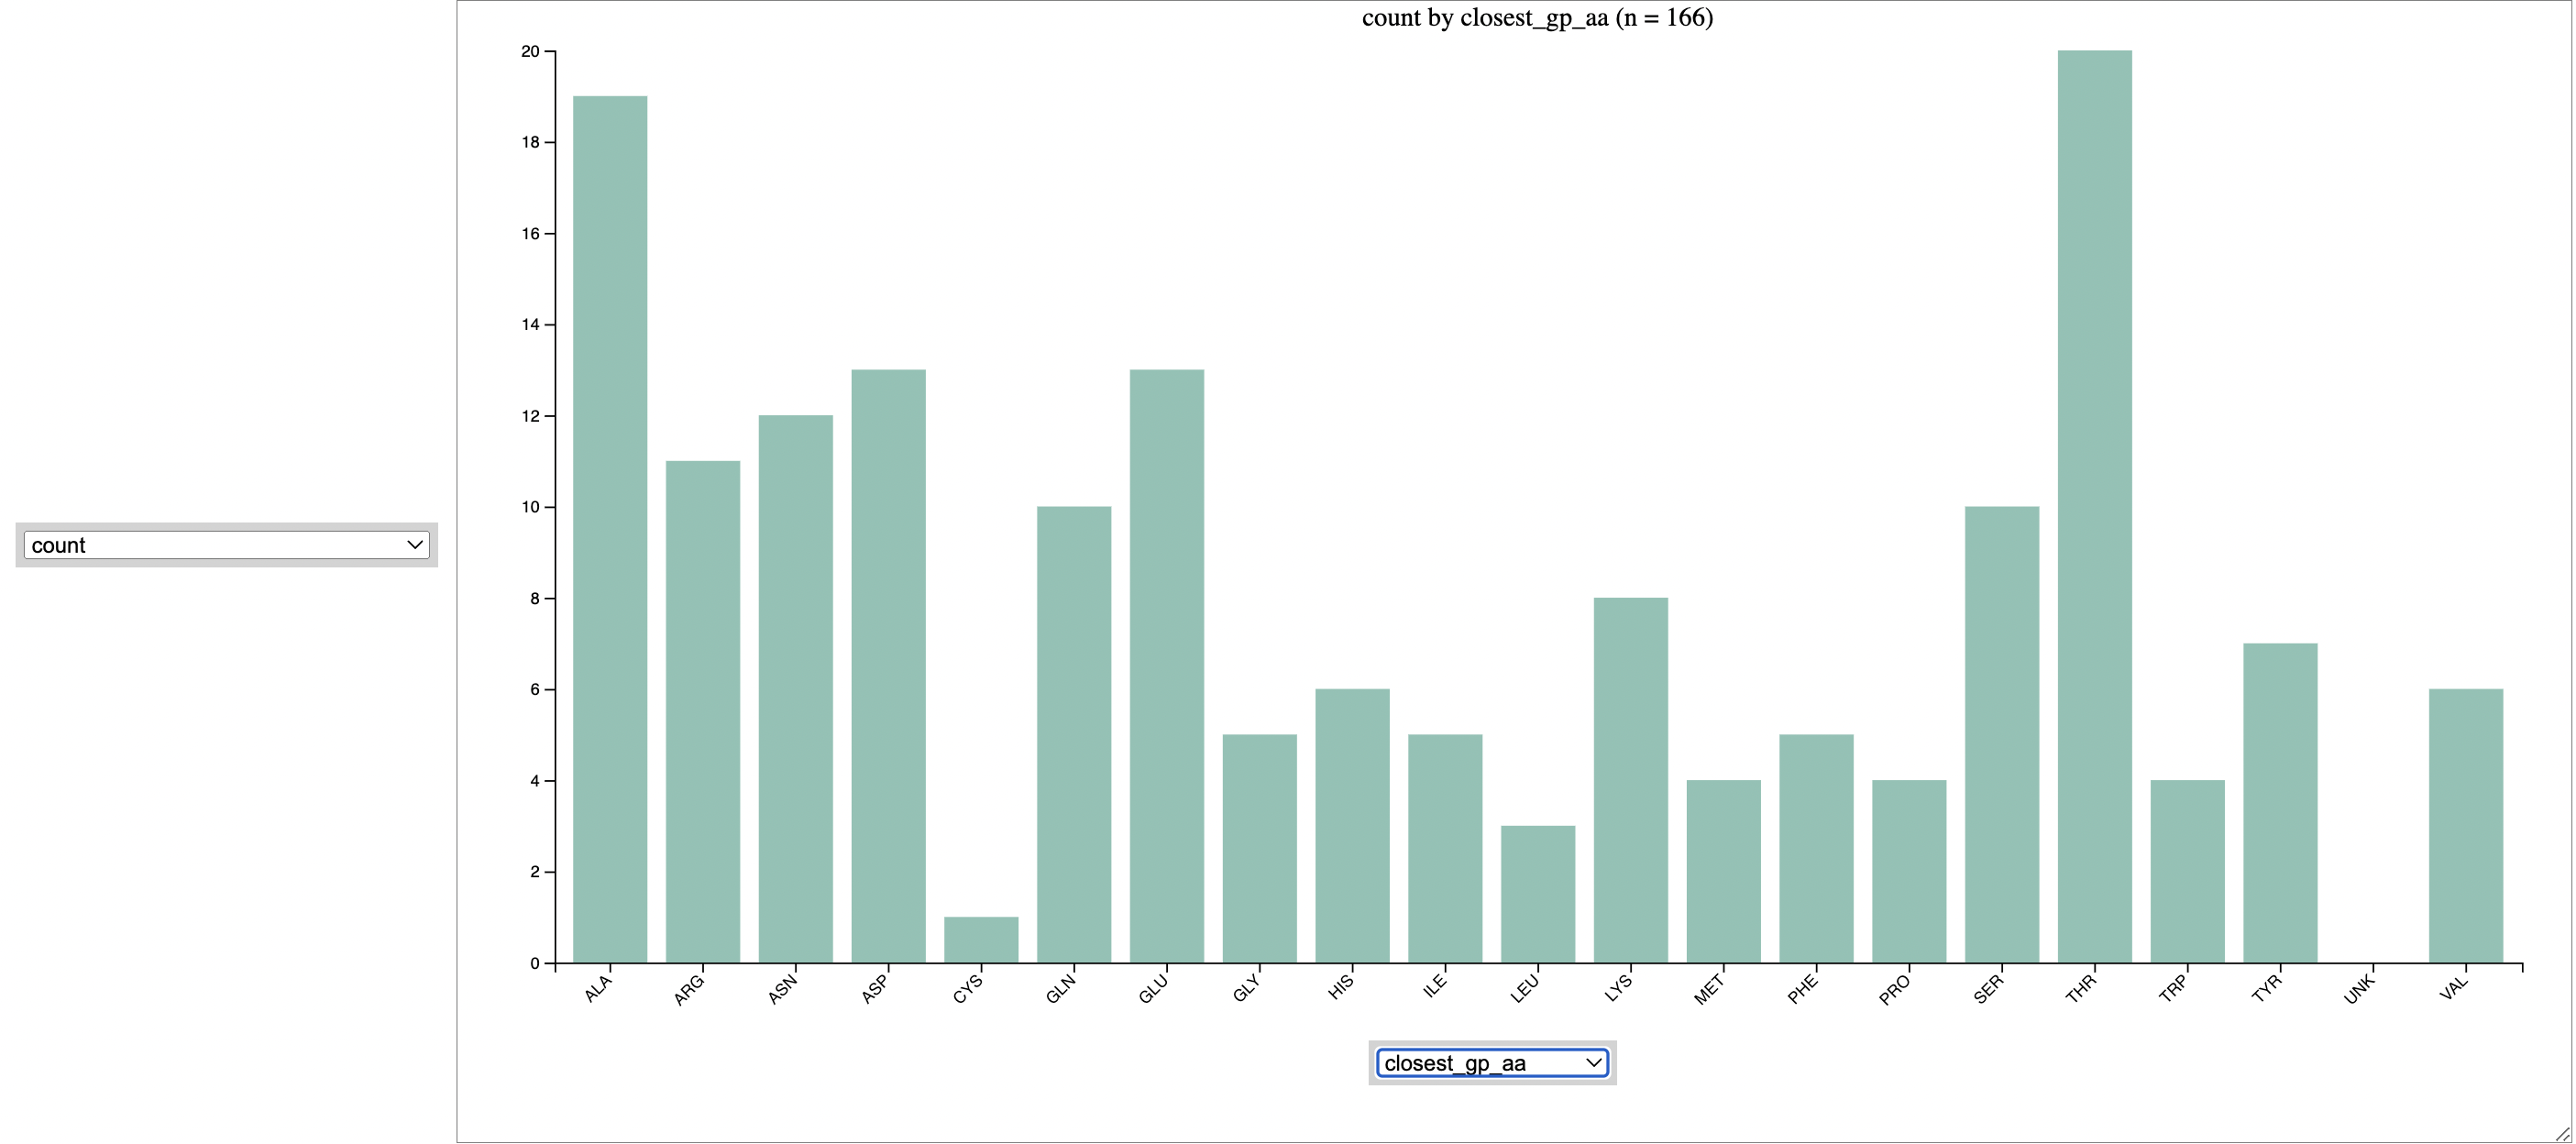 count by closest_gp_aa (n = 166)
20
18
16
14
12
10
8
6
4
2
0
count
ALA
ARG
ASN
ASP
CYS
GLN
GLU
GLY
HIS
ILE
LEU
LYS
MET
PHE
PRO
SER
THR
TRP
TYR
UNK
VAL
closest_gp_aa